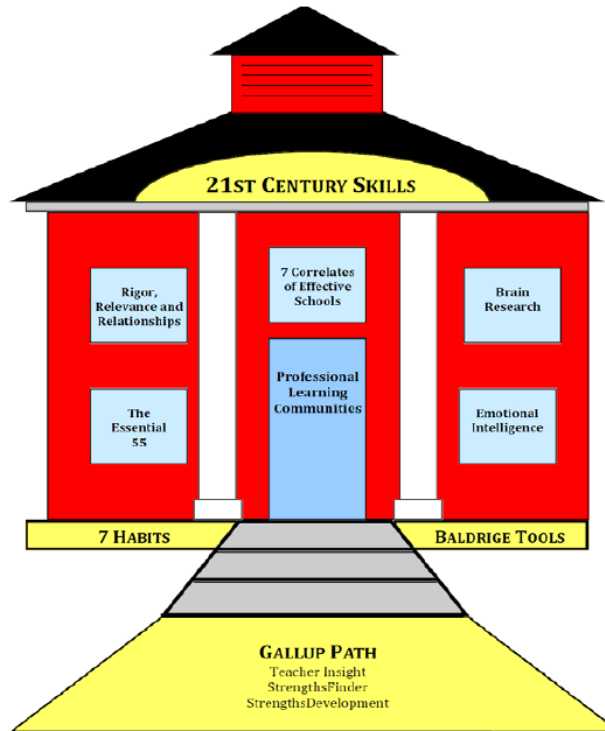 21ST CENTURY SKILLS
7 Correlates
of Effective
Schools
Rigor,
Relevance and
Relationships
Brain
Research
Professional
Learning
Communities
The
Essential
55
Emotional
Intelligence
7 HABITS
BALDRIGE TOOLS
GALLUP PATH
Teacher Insight
StrengthsFinder
StrengthsDevelopment